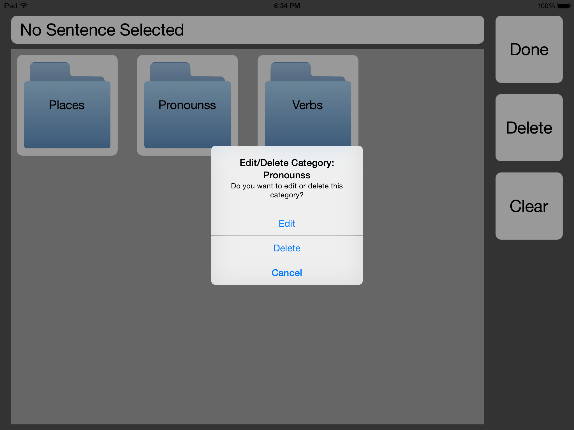 iPad 6:34 PM 100%
No Sentence Selected
Done
Places Pronounss Verbs
Delete
Edit/Delete Category:
Pronounss
Do you want to edit or delete this
category?
Clear
Edit
Delete
Cancel